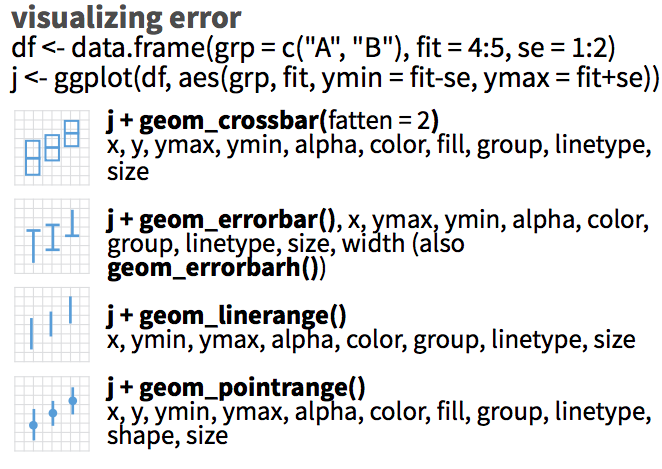 visualizing error
df <- data.frame(grp = c("A", "B"), fit = 4:5, se = 1:2)
j <- ggplot(df, aes(grp, fit, ymin = fit-se, ymax = fit+se))
j + geom_crossbar(fatten = 2)
x, y, ymax, ymin, alpha, color, fill, group, linetype,
size
j + geom_errorbar(), x, ymax, ymin, alpha, color,
group, linetype, size, width (also
geom_errorbarh())
j + geom_linerange()
x, ymin, ymax, alpha, color, group, linetype, size
j + geom_pointrange()
x, y, ymin, ymax, alpha, color, fill, group, linetype,
shape, size